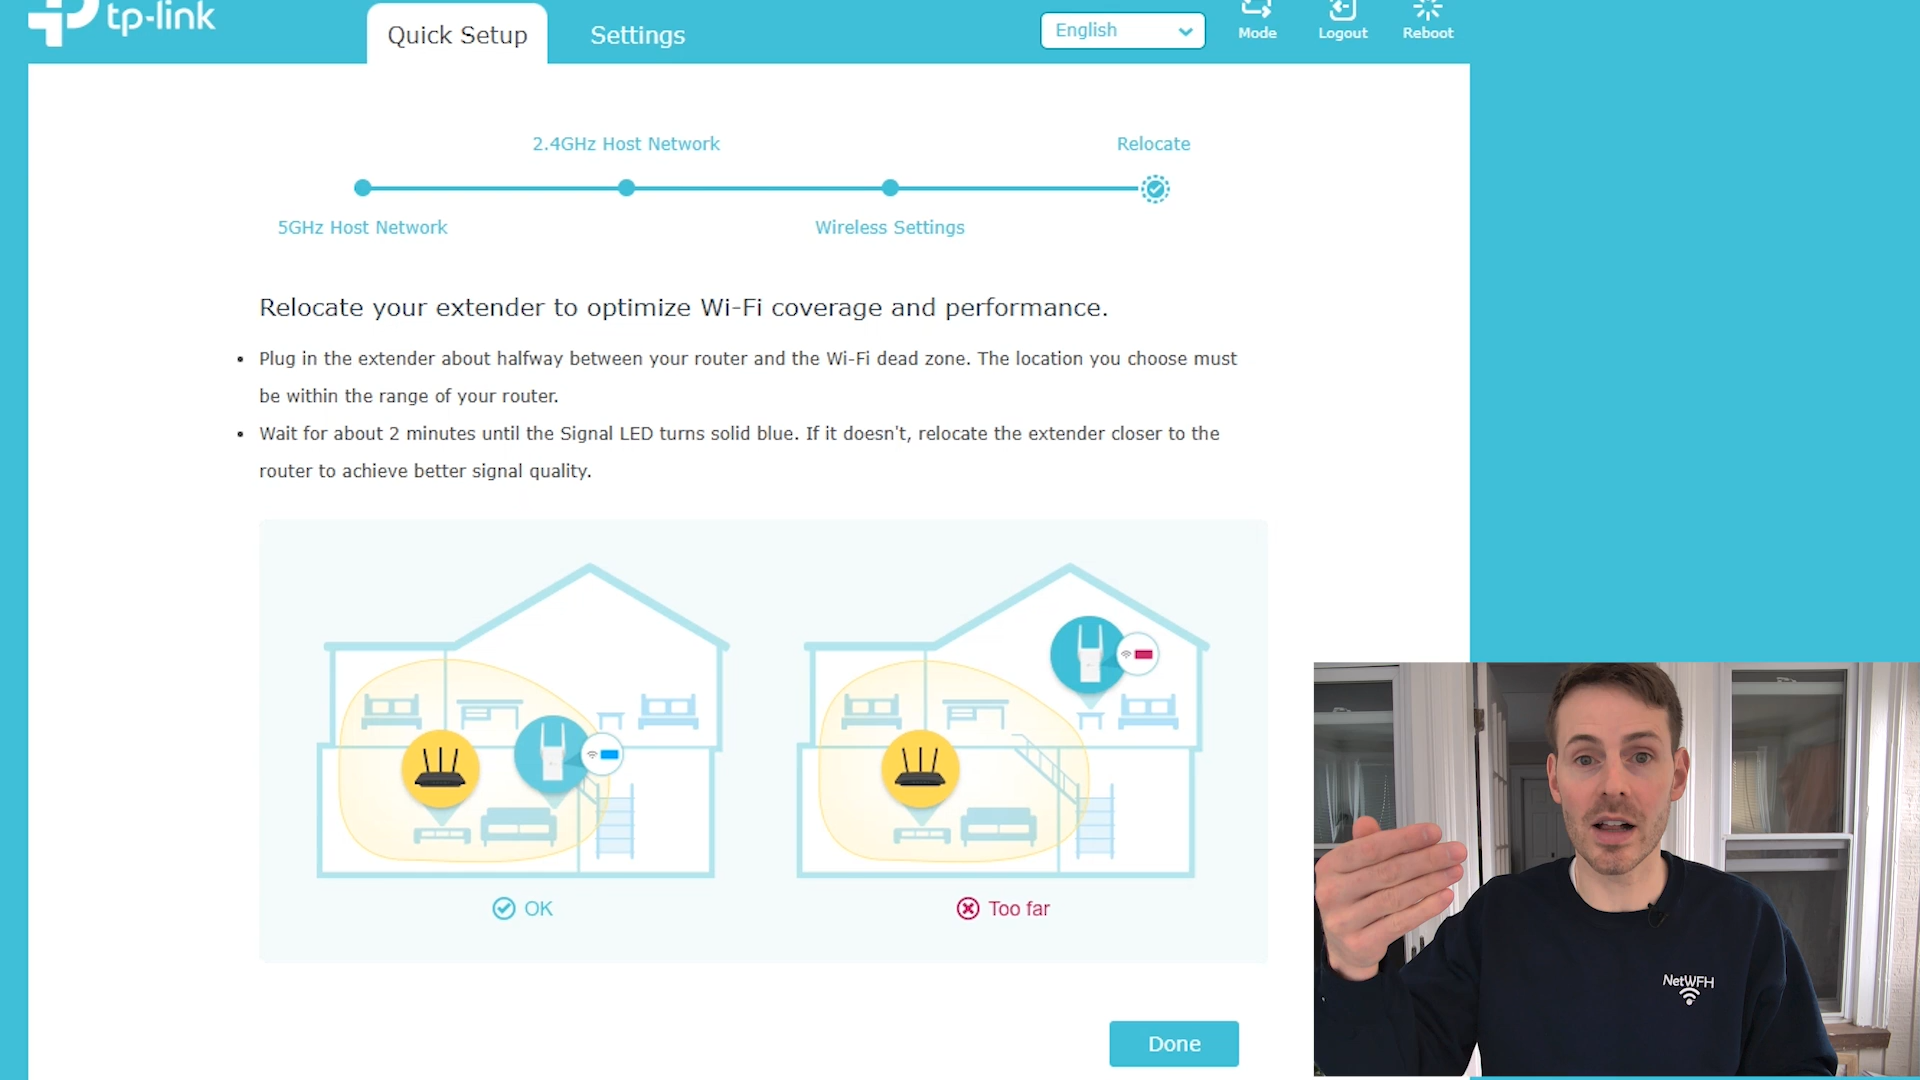 tp-link
Quick Setup
Settings
English
Mode
Logout
Reboot
2.4GHz Host Network
Relocate
5GHz Host Network
Wireless Settings
Relocate your extender to optimize Wi-Fi coverage and performance.
• Plug in the extender about halfway between your router and the Wi-Fi dead zone. The location you choose must
be within the range of your router.
• Wait for about 2 minutes until the Signal LED turns solid blue. If it doesn't, relocate the extender closer to the
router to achieve better signal quality.
OK
Too far
NetWFH
Done